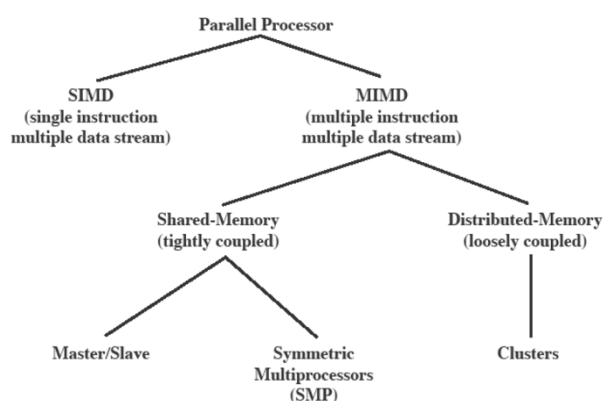 Parallel Processor
SIMD
(single instruction
multiple data stream)
MIMD
(multiple instruction
multiple data stream)
Shared-Memory
(tightly coupled)
Distributed-Memory
(loosely coupled)
Master/Slave
Symmetric
Multiprocessors
(SMP)
Clusters